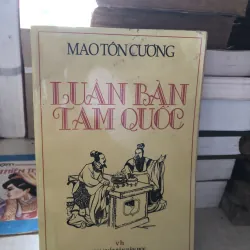 MAO TÔN CƯƠNG
LUẬN BÀN
TAM QUỐC